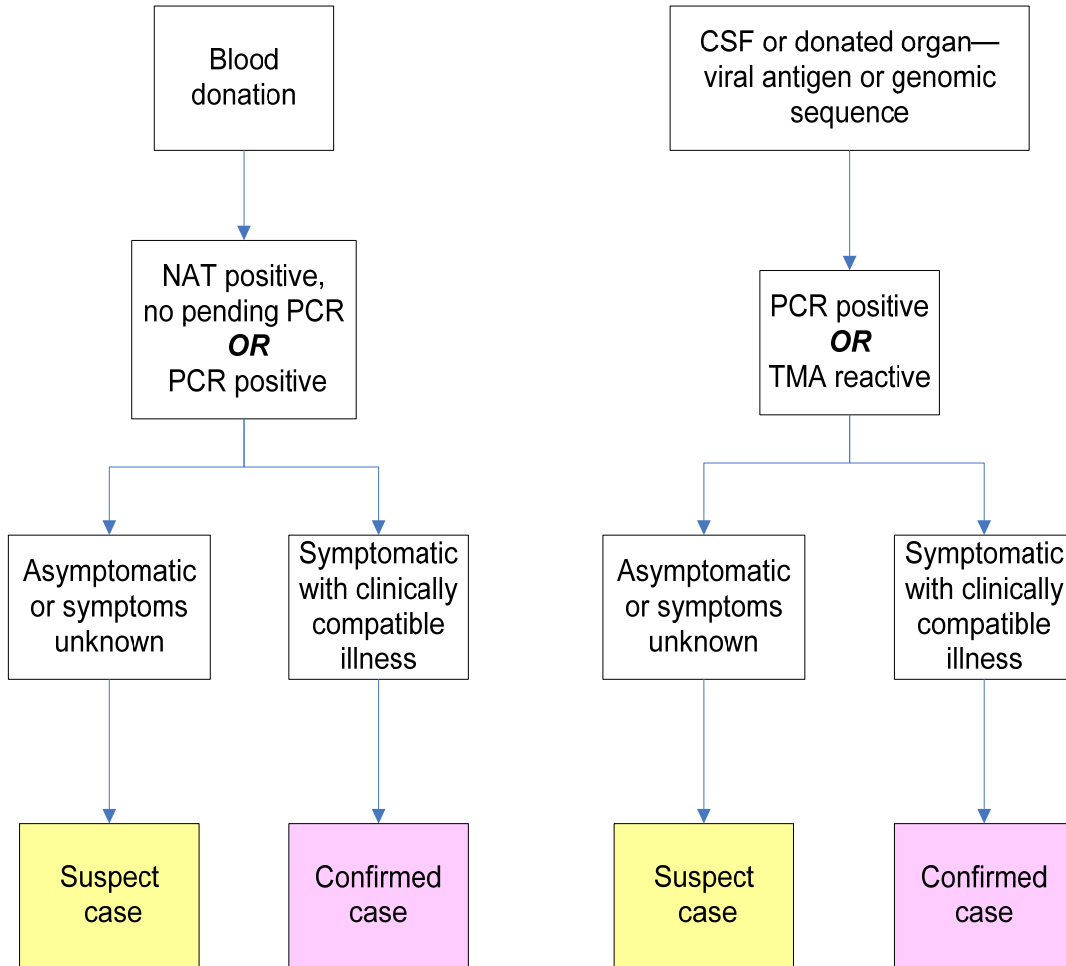 Blood
donation
CSF or donated organ—
viral antigen or genomic
sequence
NAT positive,
no pending PCR
OR
PCR positive
PCR positive
OR
TMA reactive
Asymptomatic
or symptoms
unknown
Symptomatic
with clinically
compatible
illness
Asymptomatic
or symptoms
unknown
Symptomatic
with clinically
compatible
illness
Suspect
case
Confirmed
case
Suspect
case
Confirmed
case